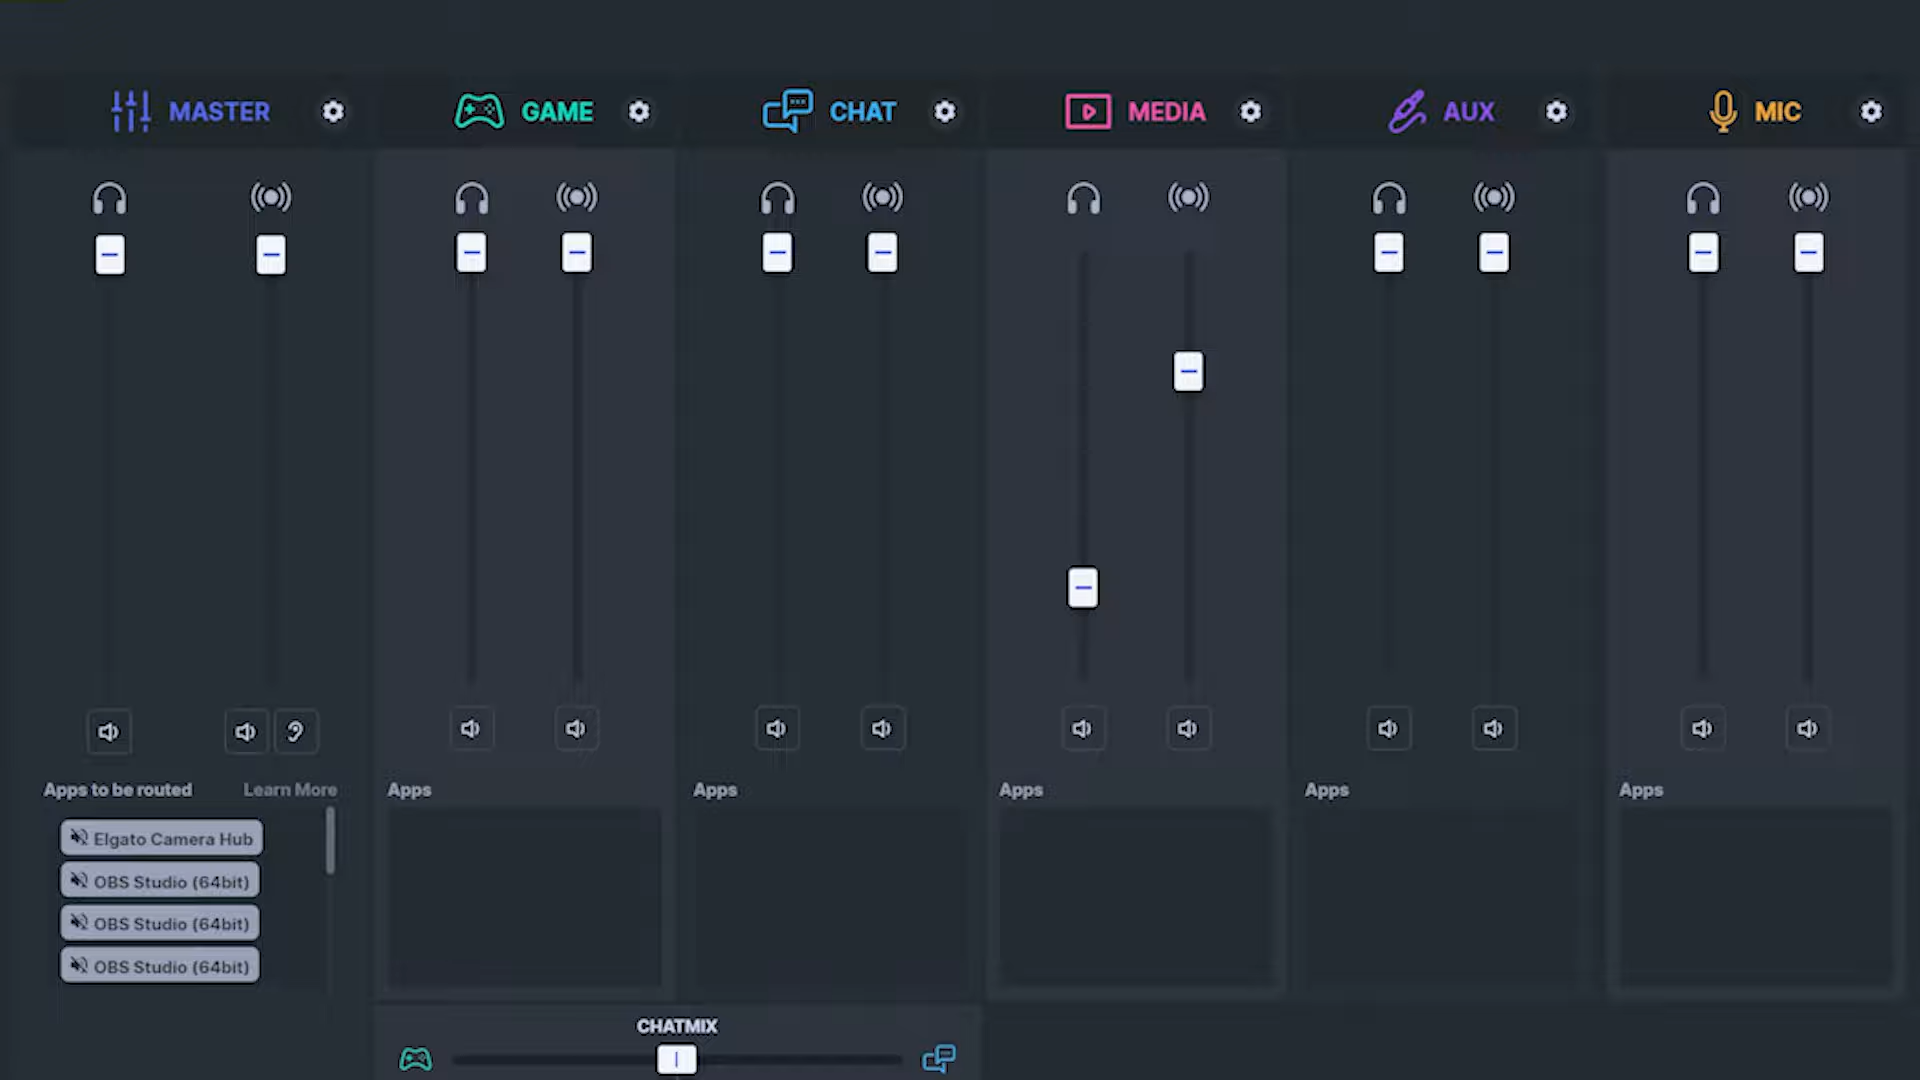 MASTER
GAME
CHAT
MEDIA
AUX
MIC
Apps to be routed
Learn More
Apps
Apps
Apps
Apps
Apps
Elgato Camera Hub
OBS Studio (64bit)
OBS Studio (64bit)
OBS Studio (64bit)
CHATMIX